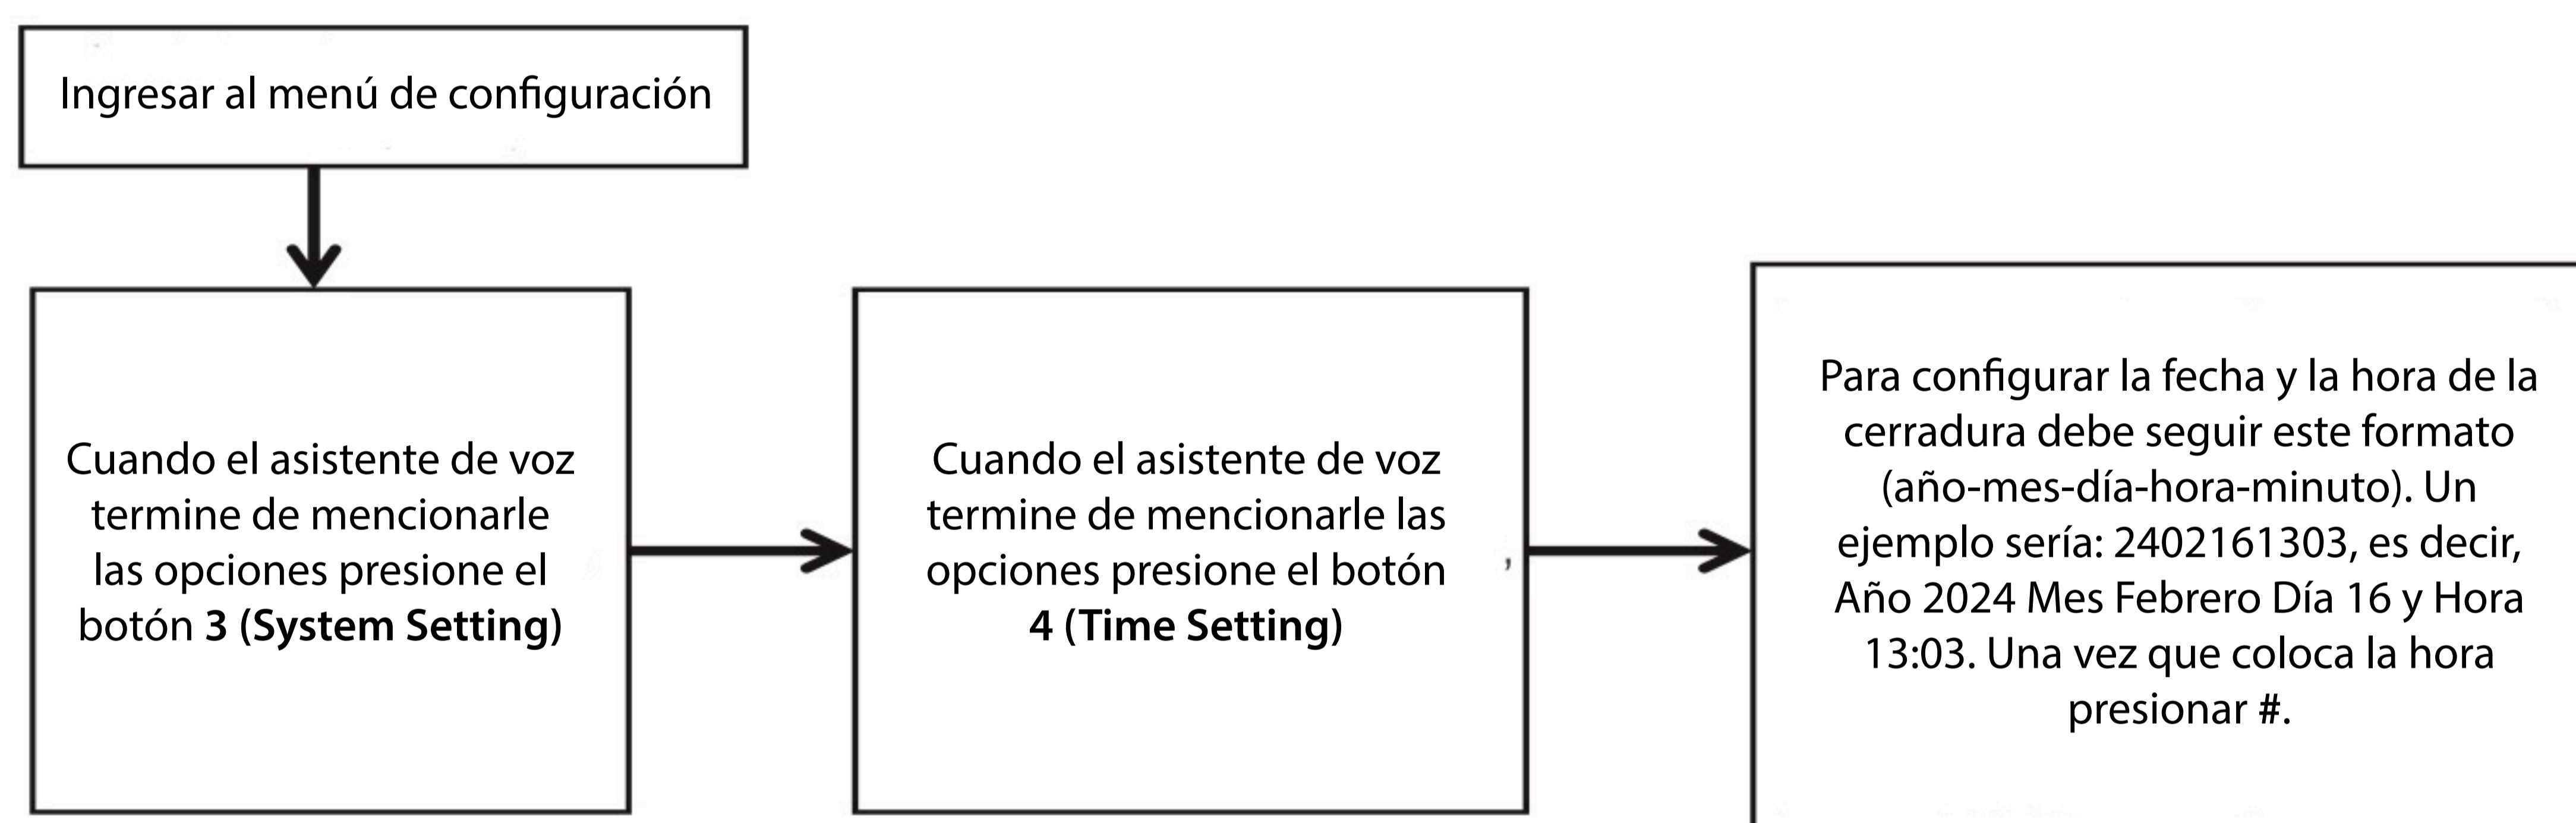 Ingresar al menú de configuración
Cuando el asistente de voz
termine de mencionarle
las opciones presione el
botón 3 (System Setting)
Cuando el asistente de voz
termine de mencionarle las
opciones presione el botón
4 (Time Setting)
,
Para configurar la fecha y la hora de la
cerradura debe seguir este formato
(año-mes-día-hora-minuto). Un
ejemplo sería: 2402161303, es decir,
Año 2024 Mes Febrero Día 16 y Hora
13:03. Una vez que coloca la hora
presionar #.